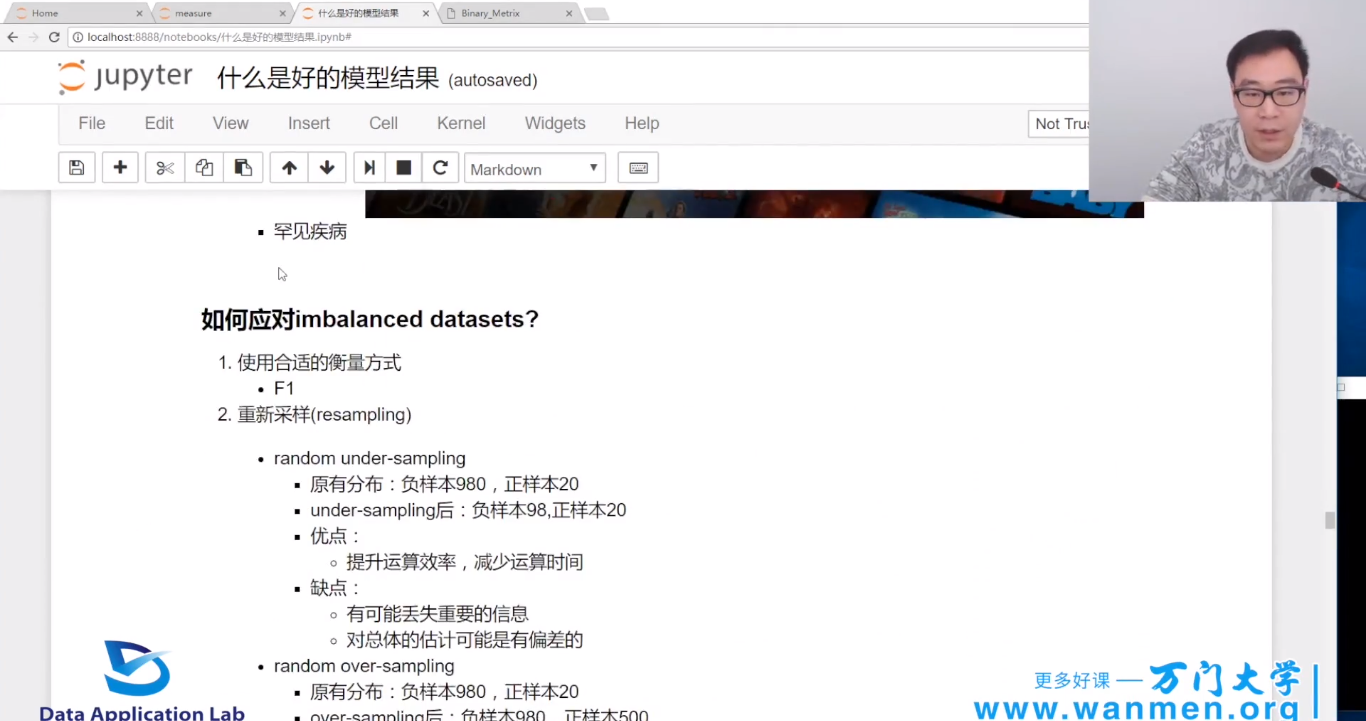 Home
measure
什么是好的模型结果
Binary_Metrix
localhost:8888/notebooks/什么是好的模型结果.ipynb#
jupyter 什么是好的模型结果 (autosaved)
File Edit View Insert Cell Kernel Widgets Help
Not Trus
Markdown
罕见疾病
如何应对imbalanced datasets?
1. 使用合适的衡量方式
F1
2. 重新采样(resampling)
random under-sampling
原有分布：负样本980，正样本20
under-sampling后：负样本98,正样本20
优点：
提升运算效率，减少运算时间
缺点：
有可能丢失重要的信息
对总体的估计可能是有偏差的
random over-sampling
原有分布：负样本980，正样本20
over-sampling后：负样本980，正样本500
Data Application Lab
更多好课 — 万门大学
www.wanmen.org